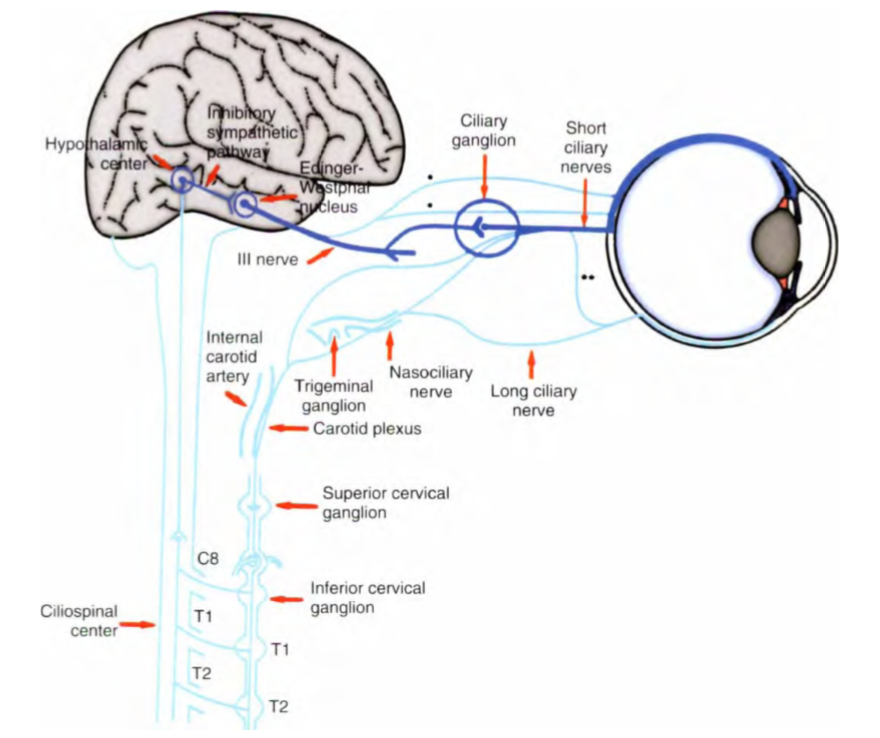 Hypothalamic
center
Inhibitory
sympathetic
pathway
Edinger-
Westphal
nucleus
Ciliary
ganglion
Short
ciliary
nerves
III nerve
Internal
carotid
artery
Trigeminal
ganglion
Nasociliary
nerve
Long ciliary
nerve
Carotid plexus
Superior cervical
ganglion
C8
Inferior cervical
ganglion
Ciliospinal
center
T1
T1
T2
T2